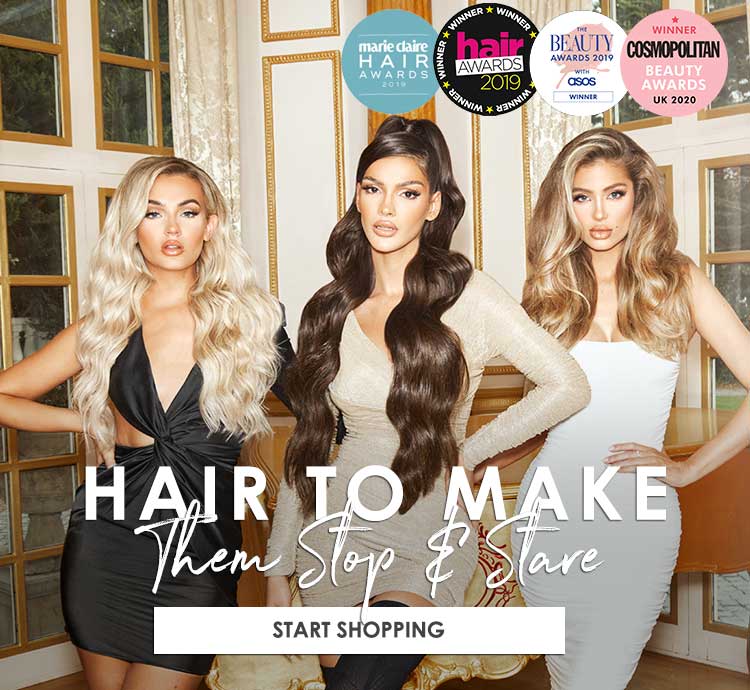 marie claire
HAIR
AWARDS
2019
WINNER WINNER WINNER WINNER WINNER WINNER
hair
AWARDS
2019
THE
BEAUTY
AWARDS 2019
WITH
asos
WINNER
WINNER
COSMOPOLITAN
BEAUTY
AWARDS
UK 2020
HAIR TO MAKE
Them Stop & Stare
START SHOPPING